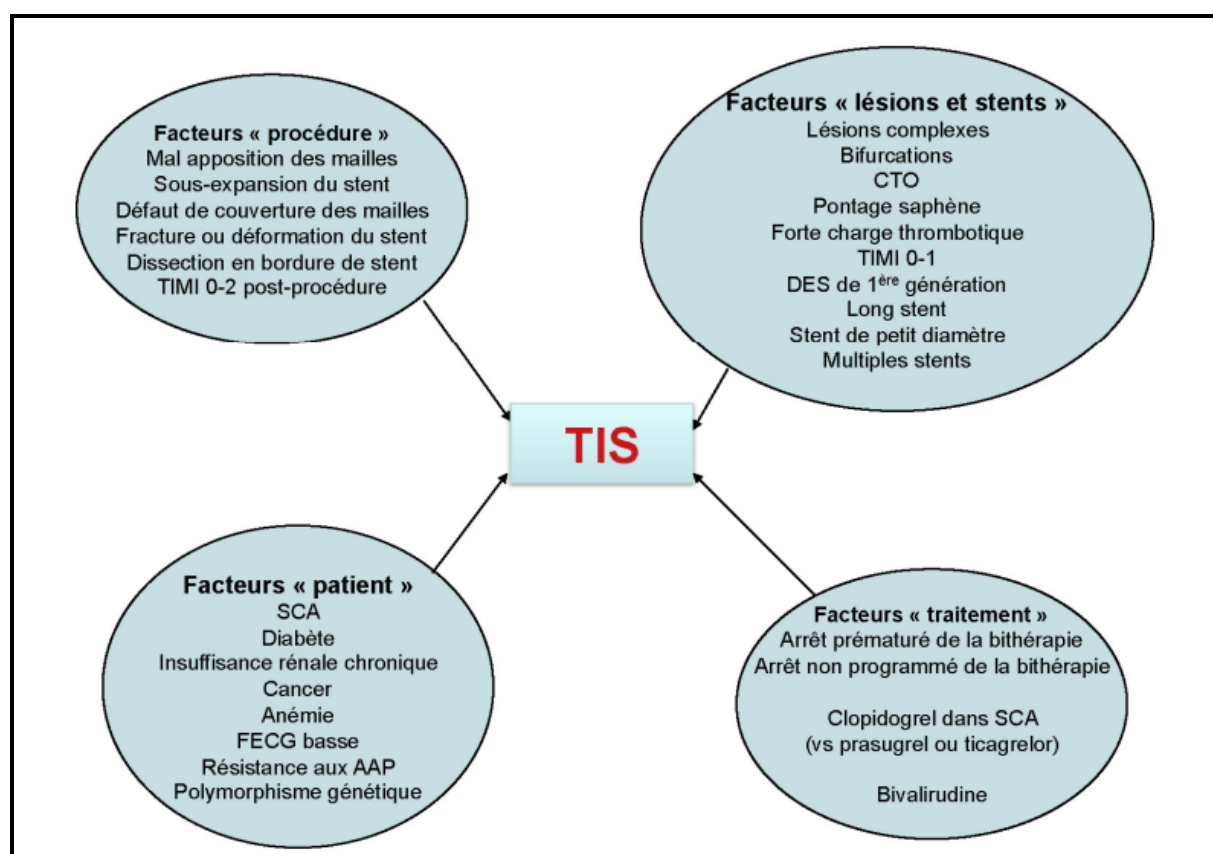 Facteurs « procédure »
Mal apposition des mailles
Sous-expansion du stent
Défaut de couverture des mailles
Fracture ou déformation du stent
Dissection en bordure de stent
TIMI 0-2 post-procédure
Facteurs « lésions et stents »
Lésions complexes
Bifurcations
CTO
Pontage saphène
Forte charge thrombotique
TIMI 0-1
DES de 1ère génération
Long stent
Stent de petit diamètre
Multiples stents
TIS
Facteurs « patient »
SCA
Diabète
Insuffisance rénale chronique
Cancer
Anémie
FECG basse
Résistance aux AAP
Polymorphisme génétique
Facteurs « traitement »
Arrêt prématuré de la bithérapie
Arrêt non programmé de la bithérapie
Clopidogrel dans SCA
(vs prasugrel ou ticagrelor)
Bivalirudine